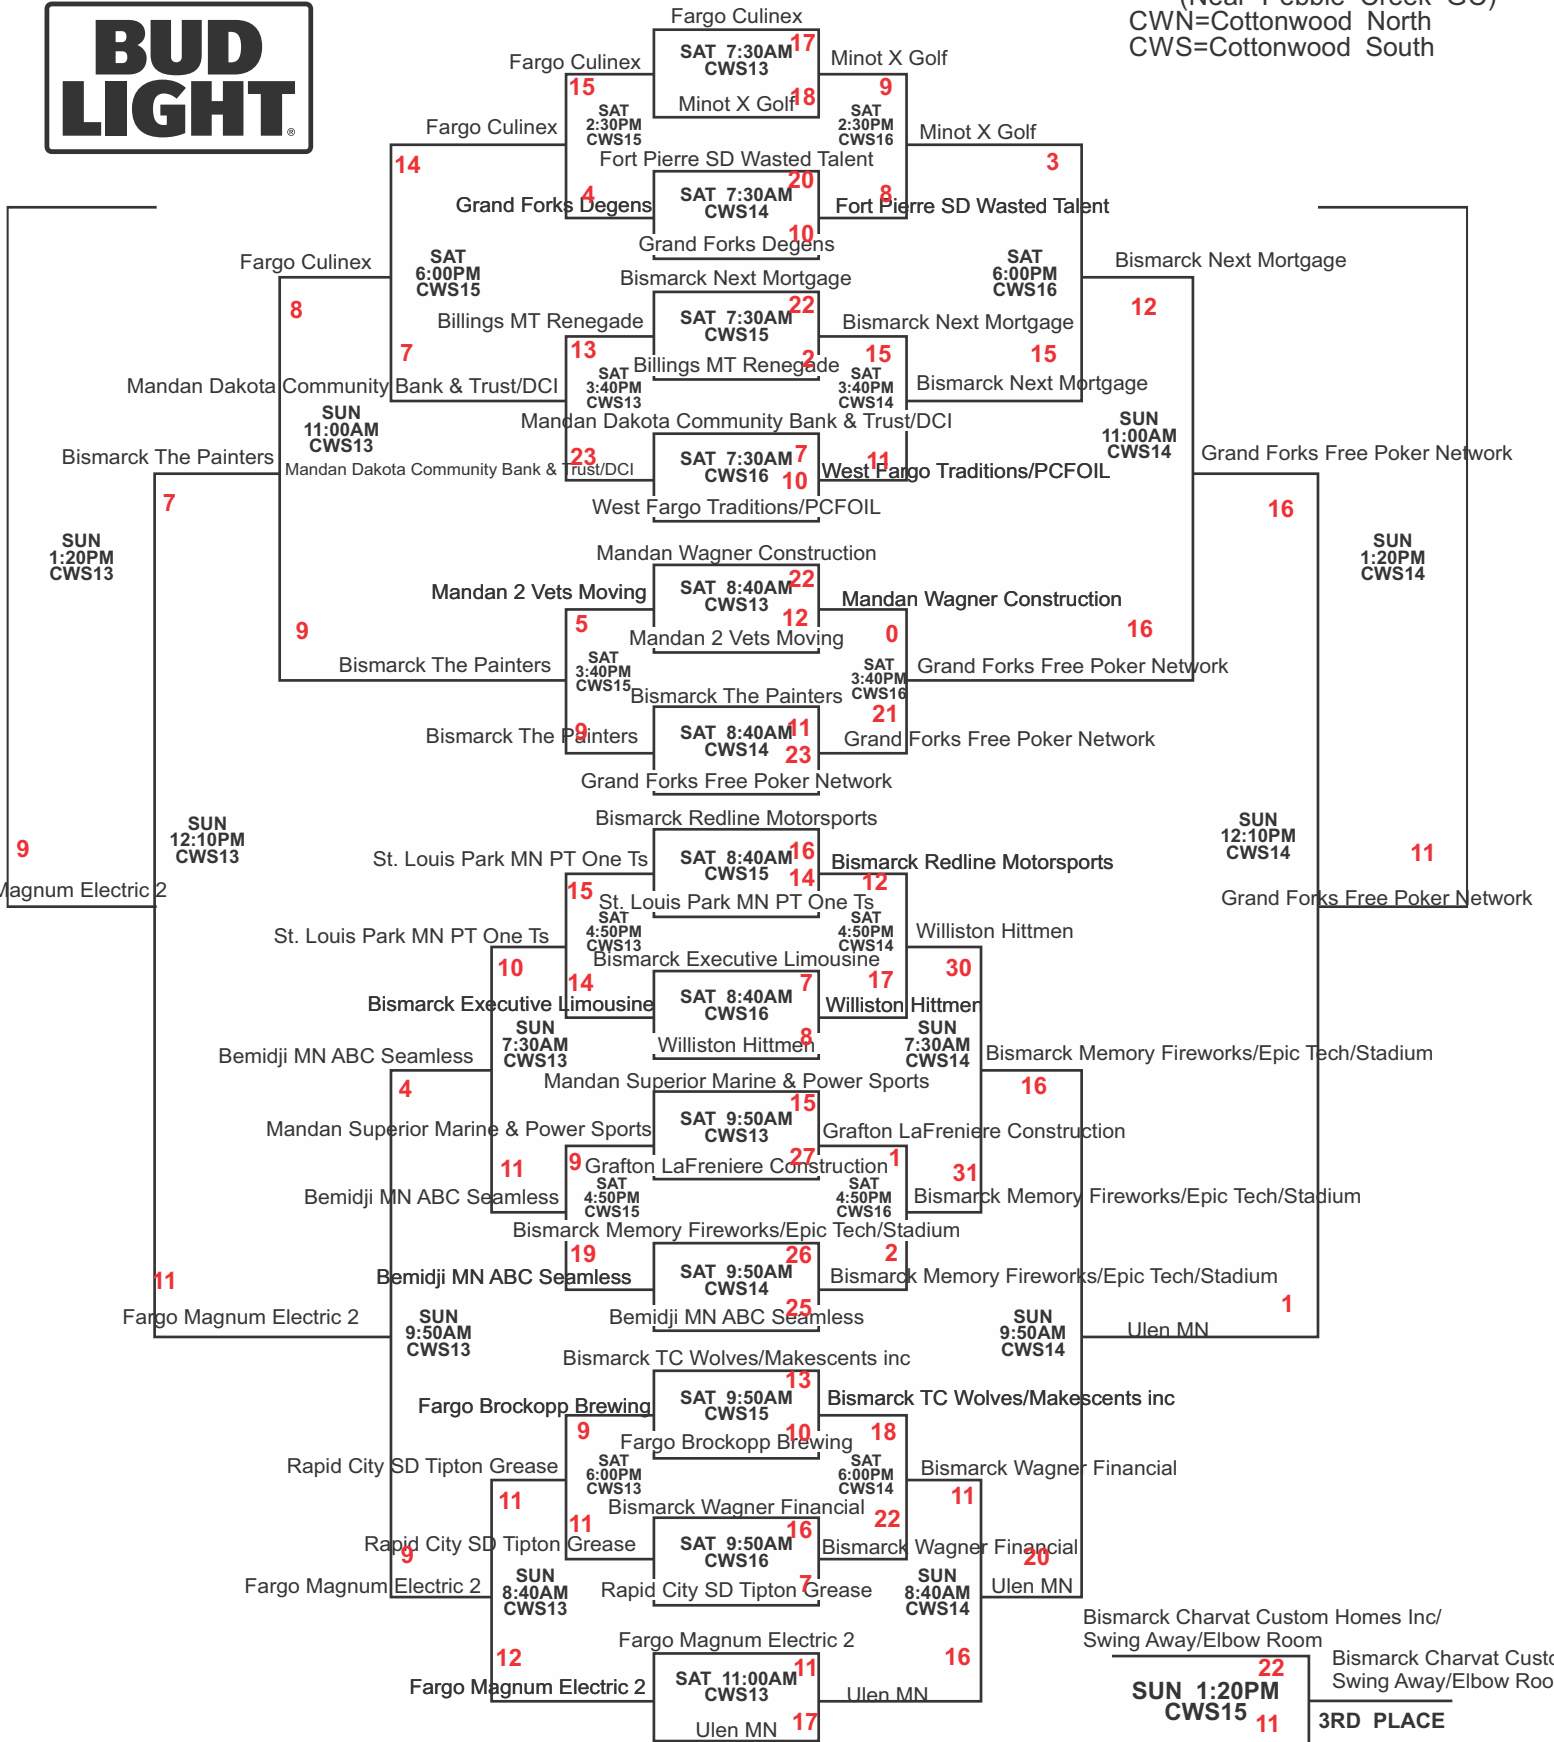 BUD
LIGHT
®
CWN=Cottonwood North
CWS=Cottonwood South
Fargo Culinex
SAT 7:30AM 17
CWS13
Minot X Golf 18
Fargo Culinex
15
Minot X Golf
9
SAT
2:30PM
CWS15
SAT
2:30PM
CWS16
Fargo Culinex
14
Minot X Golf
3
Fort Pierre SD Wasted Talent
20
SAT 7:30AM
CWS14
10
Grand Forks Degens
4
Grand Forks Degens
8
Fort Pierre SD Wasted Talent
SAT
6:00PM
CWS15
SAT
6:00PM
CWS16
Fargo Culinex
8
Bismarck Next Mortgage
12
Bismarck Next Mortgage
22
SAT 7:30AM
CWS15
2
Billings MT Renegade
Billings MT Renegade
13
Bismarck Next Mortgage
15
7
15
SAT
3:40PM
CWS13
SAT
3:40PM
CWS14
Mandan Dakota Community Bank & Trust/DCI
Bismarck Next Mortgage
Mandan Dakota Community Bank & Trust/DCI
SAT 7:30AM 7
CWS16 10
West Fargo Traditions/PCFOIL
23
Mandan Dakota Community Bank & Trust/DCI
11
West Fargo Traditions/PCFOIL
SUN
11:00AM
CWS13
SUN
11:00AM
CWS14
Bismarck The Painters
7
Grand Forks Free Poker Network
16
SUN
1:20PM
CWS13
SUN
1:20PM
CWS14
Mandan Wagner Construction
22
SAT 8:40AM
CWS13
12
Mandan 2 Vets Moving
Mandan 2 Vets Moving
5
Mandan Wagner Construction
0
9
16
SAT
3:40PM
CWS15
SAT
3:40PM
CWS16
Bismarck The Painters
Grand Forks Free Poker Network
Bismarck The Painters
SAT 8:40AM 11
CWS14 23
Grand Forks Free Poker Network
9
Bismarck The Painters
21
Grand Forks Free Poker Network
Bismarck Redline Motorsports
SAT 8:40AM 16
CWS15 14
St. Louis Park MN PT One Ts
St. Louis Park MN PT One Ts
15
Bismarck Redline Motorsports
12
SUN
12:10PM
CWS13
SUN
12:10PM
CWS14
9
Magnum Electric 2
11
Grand Forks Free Poker Network
SAT
4:50PM
CWS13
SAT
4:50PM
CWS14
St. Louis Park MN PT One Ts
10
Williston Hittmen
30
Bismarck Executive Limousine
7
SAT 8:40AM
CWS16
8
Williston Hittmen
14
Bismarck Executive Limousine
17
Williston Hittmen
SUN
7:30AM
CWS13
SUN
7:30AM
CWS14
Bemidji MN ABC Seamless
4
Bismarck Memory Fireworks/Epic Tech/Stadium
16
Mandan Superior Marine & Power Sports
15
SAT 9:50AM
CWS13
27
Grafton LaFreniere Construction
Mandan Superior Marine & Power Sports
9
Grafton LaFreniere Construction
1
11
31
SAT
4:50PM
CWS15
SAT
4:50PM
CWS16
Bemidji MN ABC Seamless
Bismarck Memory Fireworks/Epic Tech/Stadium
Bismarck Memory Fireworks/Epic Tech/Stadium
26
SAT 9:50AM
CWS14
25
Bemidji MN ABC Seamless
19
Bemidji MN ABC Seamless
2
Bismarck Memory Fireworks/Epic Tech/Stadium
11
Fargo Magnum Electric 2
1
Ulen MN
SUN
9:50AM
CWS13
SUN
9:50AM
CWS14
Bismarck TC Wolves/Makescents inc
13
SAT 9:50AM
CWS15
10
Fargo Brockopp Brewing
Fargo Brockopp Brewing
9
Bismarck TC Wolves/Makescents inc
18
SAT
6:00PM
CWS13
SAT
6:00PM
CWS14
Rapid City SD Tipton Grease
11
Bismarck Wagner Financial
11
Bismarck Wagner Financial
16
SAT 9:50AM
CWS16
7
Rapid City SD Tipton Grease
11
Rapid City SD Tipton Grease
22
Bismarck Wagner Financial
9
Fargo Magnum Electric 2
20
Ulen MN
SUN
8:40AM
CWS13
SUN
8:40AM
CWS14
Fargo Magnum Electric 2
SAT 11:00AM 11
CWS13
Ulen MN 17
12
Fargo Magnum Electric 2
16
Ulen MN
Bismarck Charvat Custom Homes Inc/
Swing Away/Elbow Room
22
SUN 1:20PM
CWS15 11
Bismarck Charvat
Swing Away/Elbow
3RD PLACE